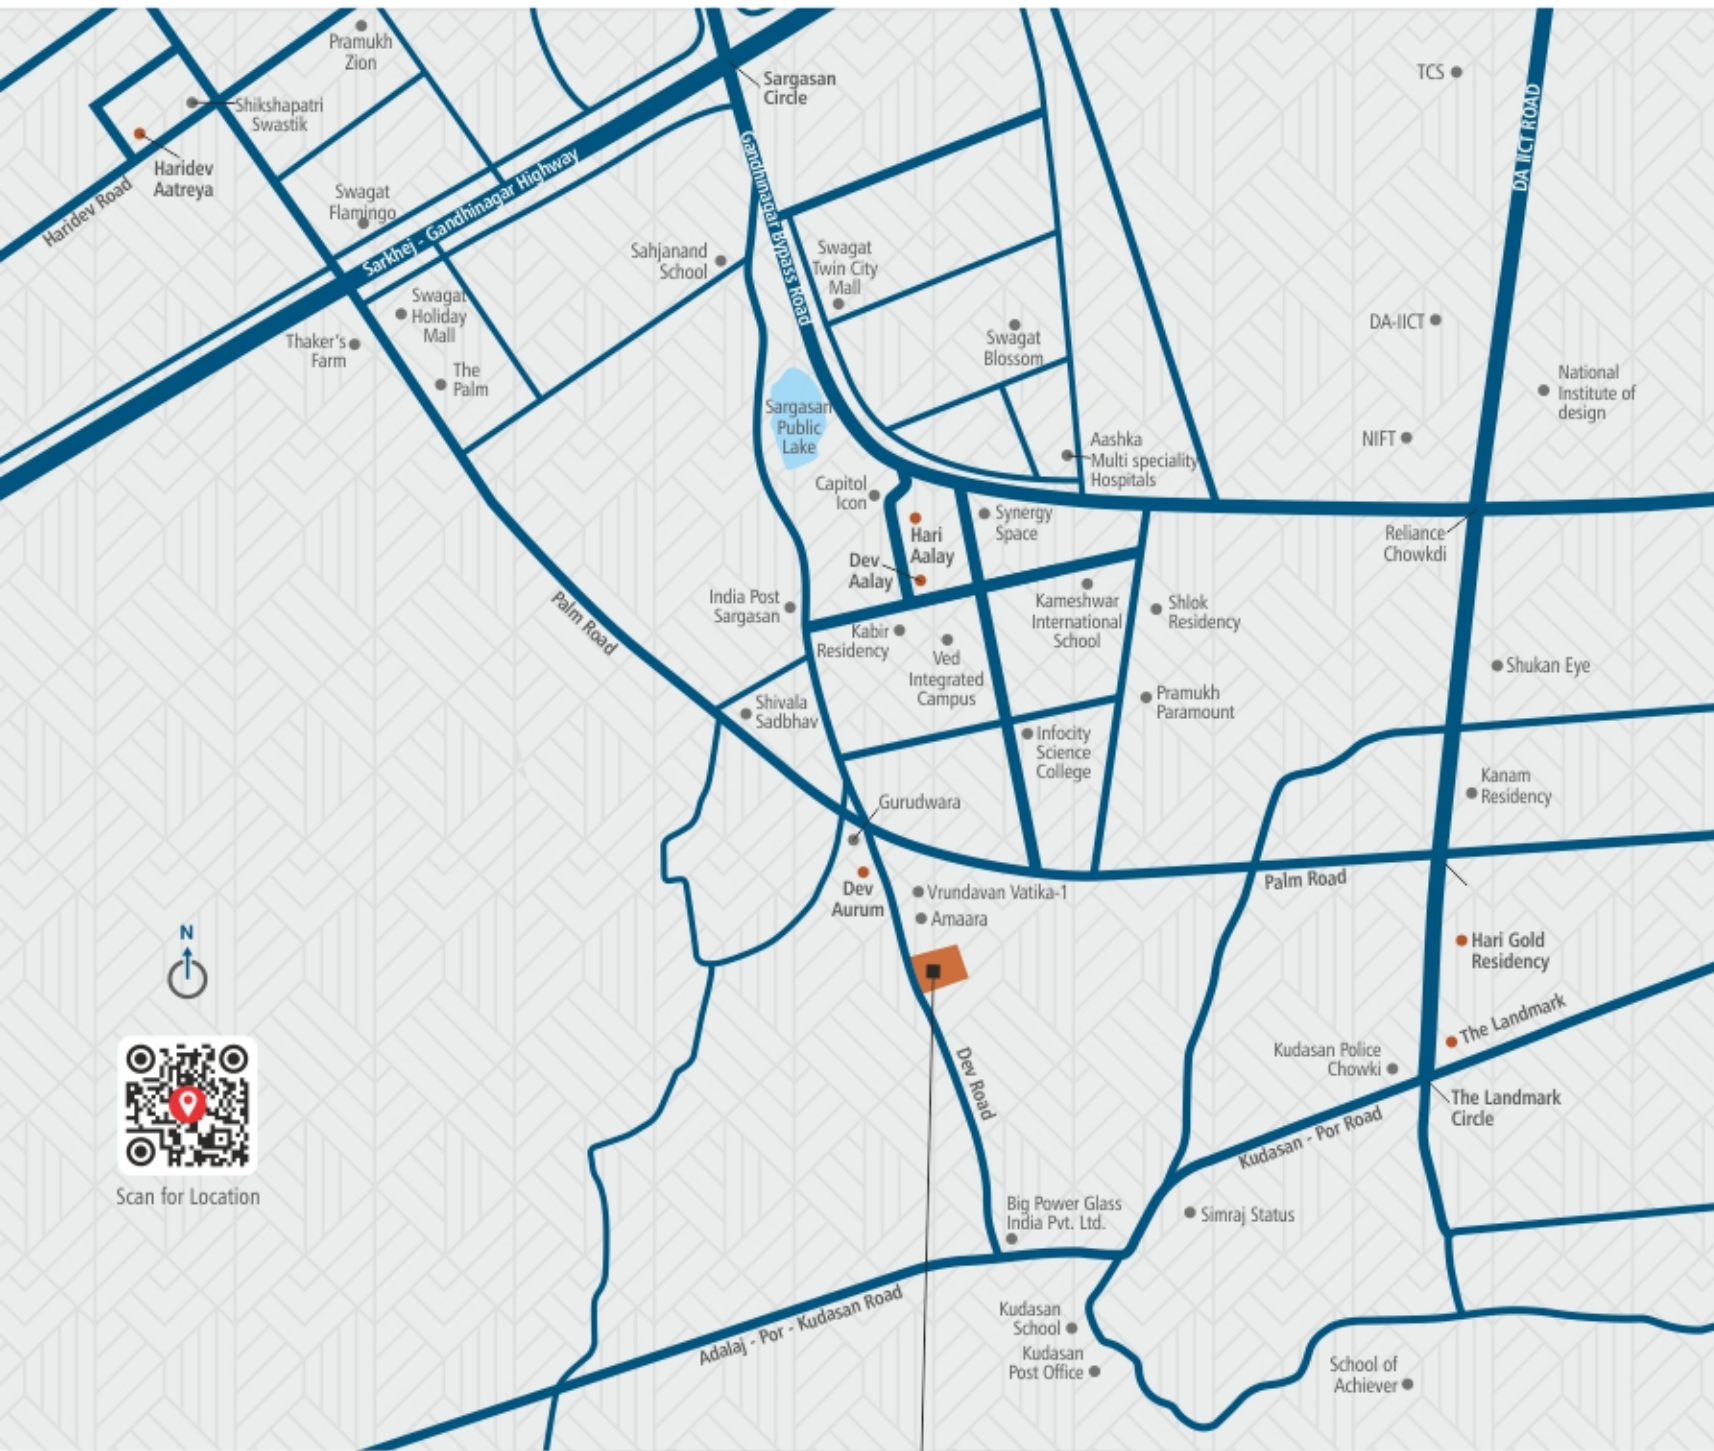 Pramukh
Zion
Shikshapatri
Swastik
Haridev
Aatreya
Haridev Road
Swagat
Flamingo
Sarkhej - Gandhinagar Highway
Sargasan
Circle
Gandhinagar Bypass Road
TCS
DA IICT ROAD
Sahjanand
School
Swagat
Twin City
Mall
Swagat
Holiday
Mall
Thaker's
Farm
The
Palm
Swagat
Blossom
DA-IICT
National
Institute of
design
NIFT
Sargasan
Public
Lake
Aashka
Multi speciality
Hospitals
Capitol
Icon
Synergy
Space
Hari
Aalay
Dev
Aalay
Reliance
Chowkdi
India Post
Sargasan
Palm Road
Kameshwar
International
School
Shlok
Residency
Kabir
Residency
Ved
Integrated
Campus
Shukan Eye
Shivala
Sadbhav
Pramukh
Paramount
Infocity
Science
College
Kanam
Residency
Gurudwara
Dev
Aurum
Vrundavan Vatika-1
Amaara
Palm Road
Hari Gold
Residency
The Landmark
N
Dev Road
Kudasan Police
Chowki
The Landmark
Circle
Kudasan - Por Road
Scan for Location
Big Power Glass
India Pvt. Ltd.
Simraj Status
Adalaj - Por - Kudasan Road
Kudasan
School
Kudasan
Post Office
School of
Achiever